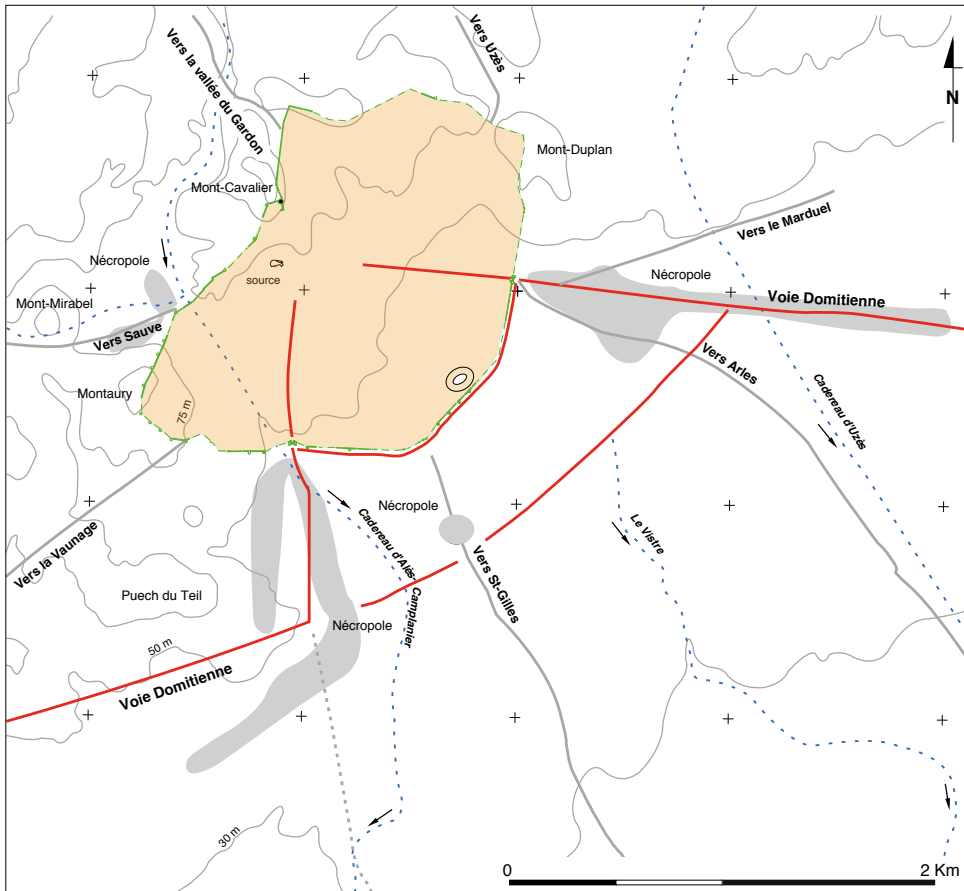 Vers la vallée du Gardon
Vers Uzès
N
Mont-Duplan
Mont-Cavalier
Vers le Marduel
Nécropole
source
Nécropole
Mont-Mirabel
Voie Domitienne
Vers Sauve
Vers Arles
Montaury
75 m
Cadereau d'Uzès
Nécropole
Cadereau d'Alès-
Camplanier
Le Vistre
Vers la Vaunage
Vers St-Gilles
Puech du Teil
Nécropole
50 m
Voie Domitienne
30 m
0
2 Km